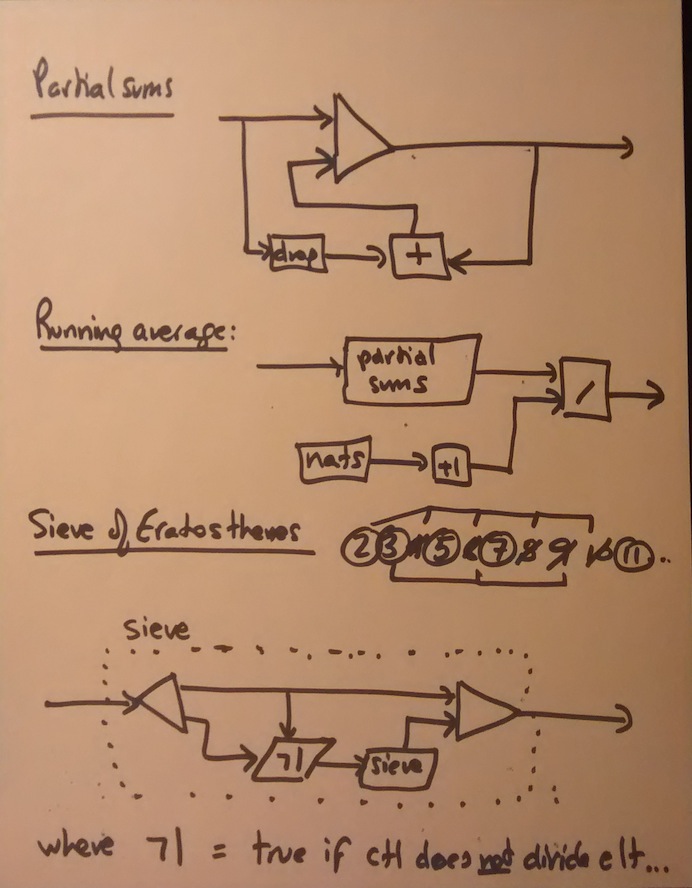 Partial sums
drop
+
Running average:
partial
sums
/
nats
+1
Sieve of Eratosthenes
2 3 4 5 6 7 8 9 10 11 ..
sieve
¬|
sieve
where ¬| = true if ctl does not divide elt...